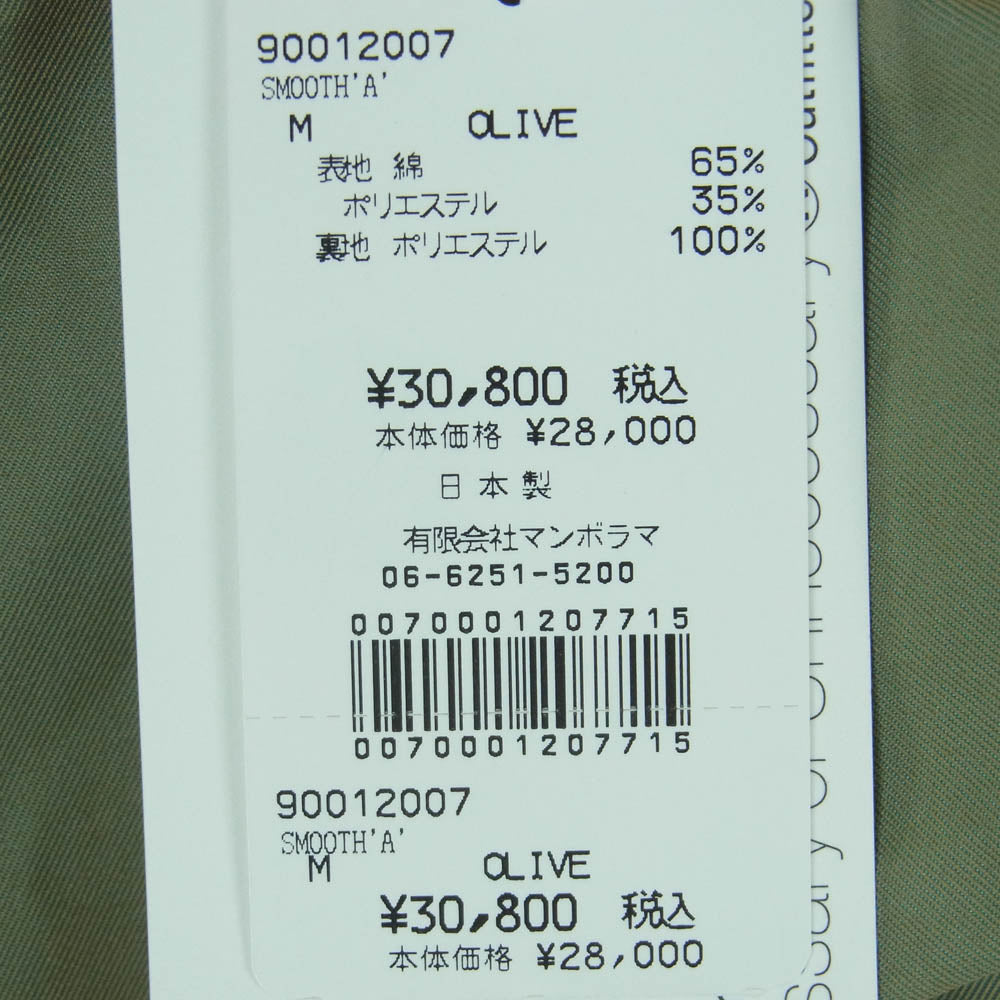 90012007
SMOOTH'A'
M OLIVE
表地 綿 65%
ポリエステル 35%
裏地 ポリエステル 100%
¥30,800 税込
本体価格 ¥28,000
日本製
有限会社マンボラマ
06-6251-5200
0070001207715
0070001207715
90012007
SMOOTH'A'
M OLIVE
¥30,800 税込
本体価格 ¥28,000